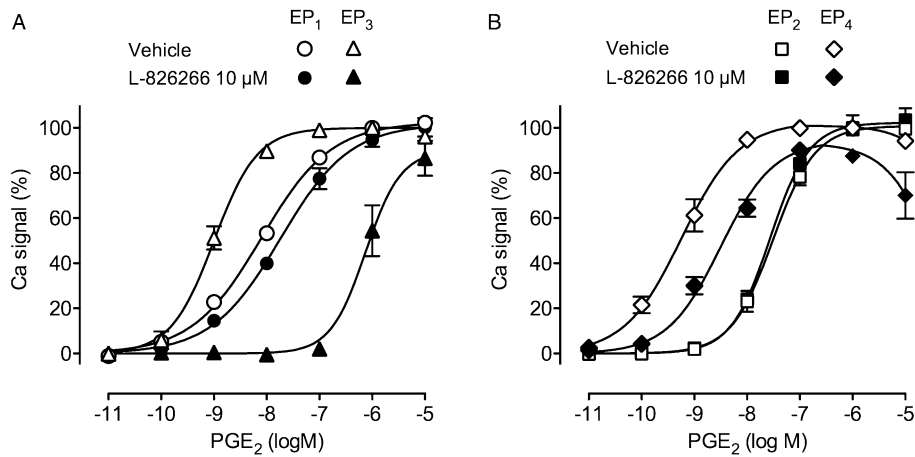 A
EP1 EP3
Vehicle
L-826266 10 µM
Ca signal (%)
100
80
60
40
20
0
-11 -10 -9 -8 -7 -6 -5
PGE2 (logM)
B
EP2 EP4
Vehicle
L-826266 10 µM
Ca signal (%)
100
80
60
40
20
0
-11 -10 -9 -8 -7 -6 -5
PGE2 (log M)